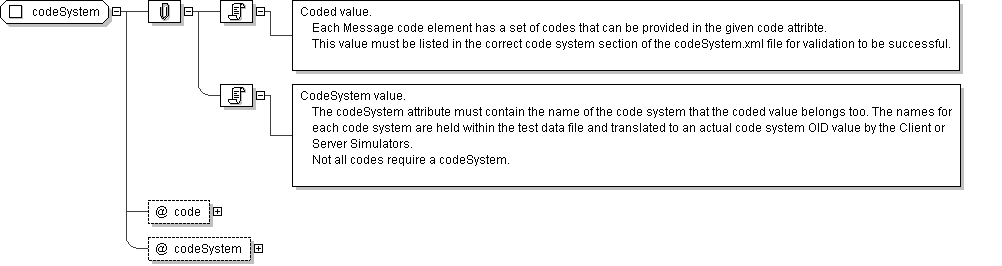 codeSystem
Coded value.
Each Message code element has a set of codes that can be provided in the given code attribte.
This value must be listed in the correct code system section of the codeSystem.xml file for validation to be successful.
CodeSystem value.
The codeSystem attribute must contain the name of the code system that the coded value belongs too. The names for
each code system are held within the test data file and translated to an actual code system OID value by the Client or
Server Simulators.
Not all codes require a codeSystem.
@ code
@ codeSystem